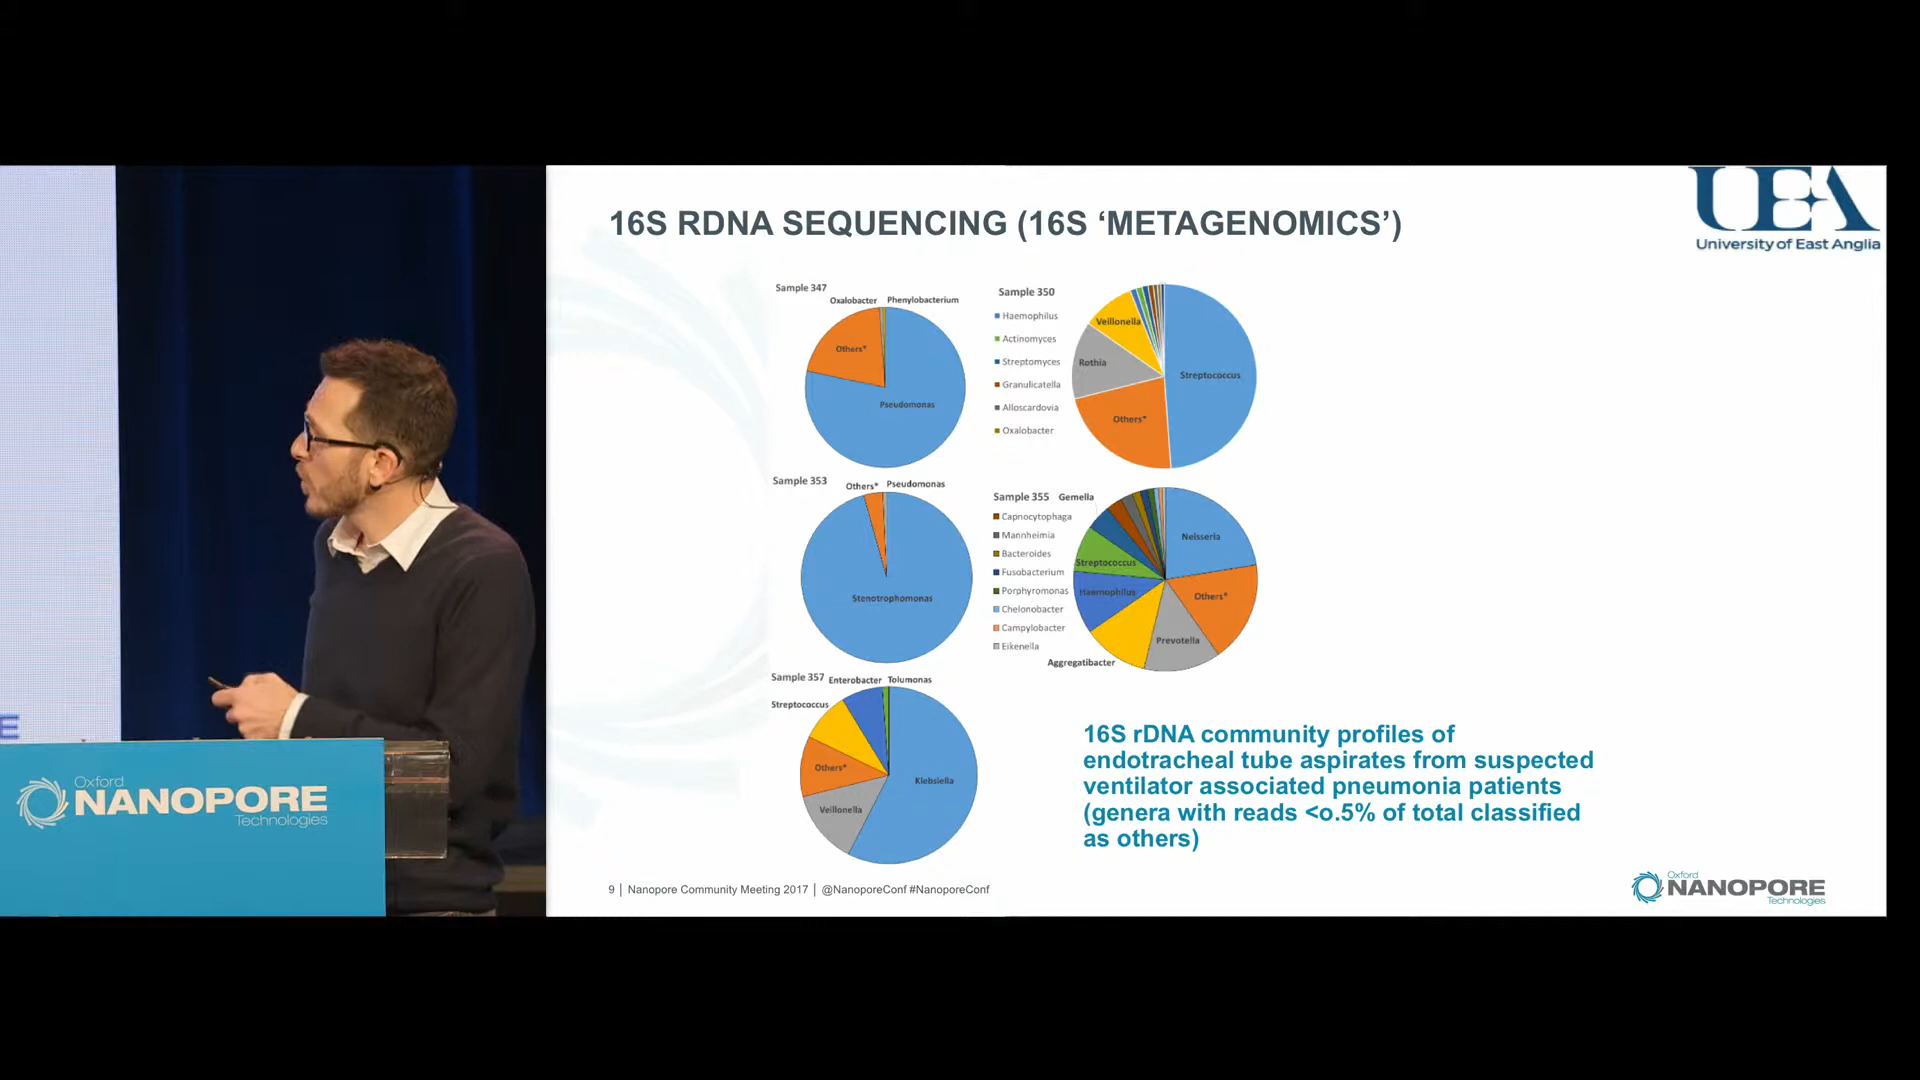 UEA
University of East Anglia
16S RDNA SEQUENCING (16S ‘METAGENOMICS’)
Sample 347
Oxalobacter
Phenylobacterium
Others*
Pseudomonas
Sample 350
Haemophilus
Actinomyces
Streptomyces
Granulicatella
Alloscardovia
Oxalobacter
Veillonella
Rothia
Streptococcus
Others*
Sample 353
Others*
Pseudomonas
Stenotrophomonas
Sample 355
Gemella
Capnocytophaga
Mannheimia
Bacteroides
Fusobacterium
Porphyromonas
Chelonobacter
Campylobacter
Eikenella
Neisseria
Streptococcus
Haemophilus
Others*
Prevotella
Aggregatibacter
Sample 357
Enterobacter
Tolumonas
Streptococcus
Others*
Klebsiella
Veillonella
16S rDNA community profiles of
endotracheal tube aspirates from suspected
ventilator associated pneumonia patients
(genera with reads <o.5% of total classified
as others)
9 | Nanopore Community Meeting 2017 | @NanoporeConf #NanoporeConf
Oxford
NANOPORE
Technologies
E
Oxford
NANOPORE
Technologies